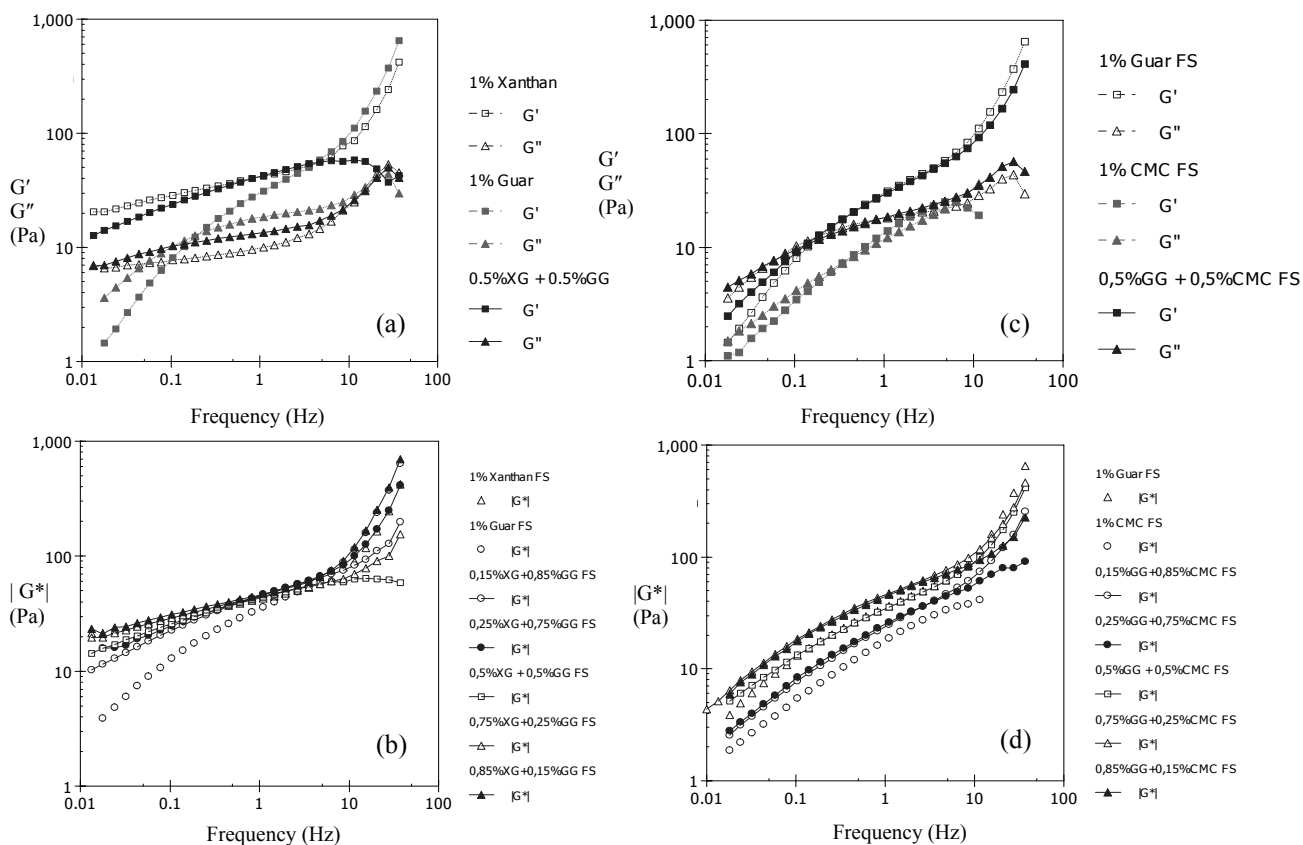 1,000
100
10
1
G'
G"
(Pa)
0.01
0.1
1
10
100
Frequency (Hz)
(a)
1% Xanthan
G'
G"
1% Guar
G'
G"
0.5%XG + 0.5%GG
G'
G"
1,000
100
10
1
G'
G"
(Pa)
0.01
0.1
1
10
100
Frequency (Hz)
(c)
1% Guar FS
G'
G"
1% CMC FS
G'
G"
0,5%GG + 0,5%CMC FS
G'
G"
1,000
100
10
1
| G*|
(Pa)
0.01
0.1
1
10
100
Frequency (Hz)
(b)
1% Xanthan FS
|G*|
1% Guar FS
|G*|
0,15%XG+0,85%GG FS
|G*|
0,25%XG+0,75%GG FS
|G*|
0,5%XG +0,5%GG FS
|G*|
0,75%XG+0,25%GG FS
|G*|
0,85%XG+0,15%GG FS
|G*|
1,000
100
10
1
|G*|
(Pa)
0.01
0.1
1
10
100
Frequency (Hz)
(d)
1% Guar FS
|G*|
1% CMC FS
|G*|
0,15%GG+0,85%CMC FS
|G*|
0,25%GG+0,75%CMC FS
|G*|
0,5%GG +0,5%CMC FS
|G*|
0,75%GG+0,25%CMC FS
|G*|
0,85%GG+0,15%CMC FS
|G*|